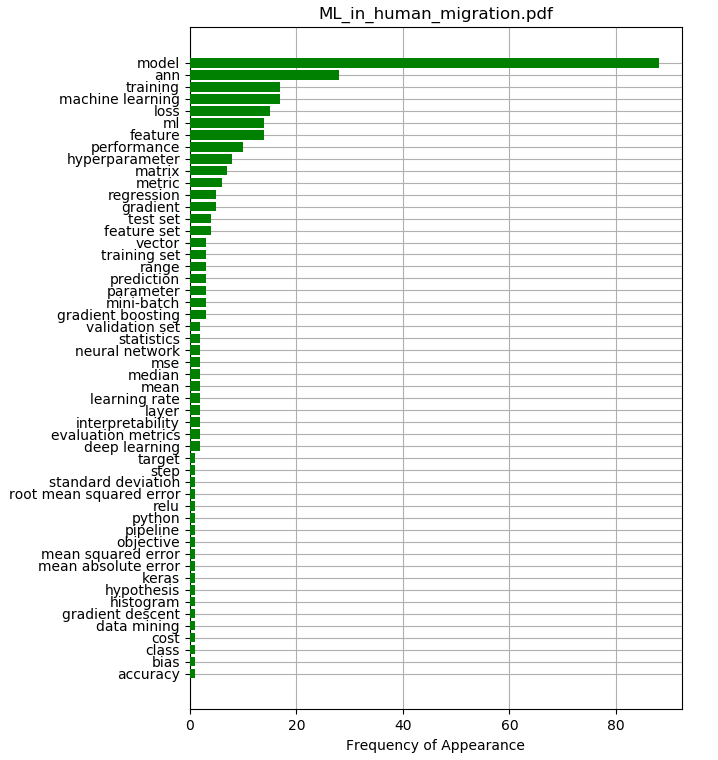 ML_in_human_migration.pdf
model
ann
training
machine learning
loss
ml
feature
performance
hyperparameter
matrix
metric
regression
gradient
test set
feature set
vector
training set
range
prediction
parameter
mini-batch
gradient boosting
validation set
statistics
neural network
mse
median
mean
learning rate
layer
interpretability
evaluation metrics
deep learning
target
step
standard deviation
root mean squared error
relu
python
pipeline
objective
mean squared error
mean absolute error
keras
hypothesis
histogram
gradient descent
data mining
cost
class
bias
accuracy
0 20 40 60 80
Frequency of Appearance